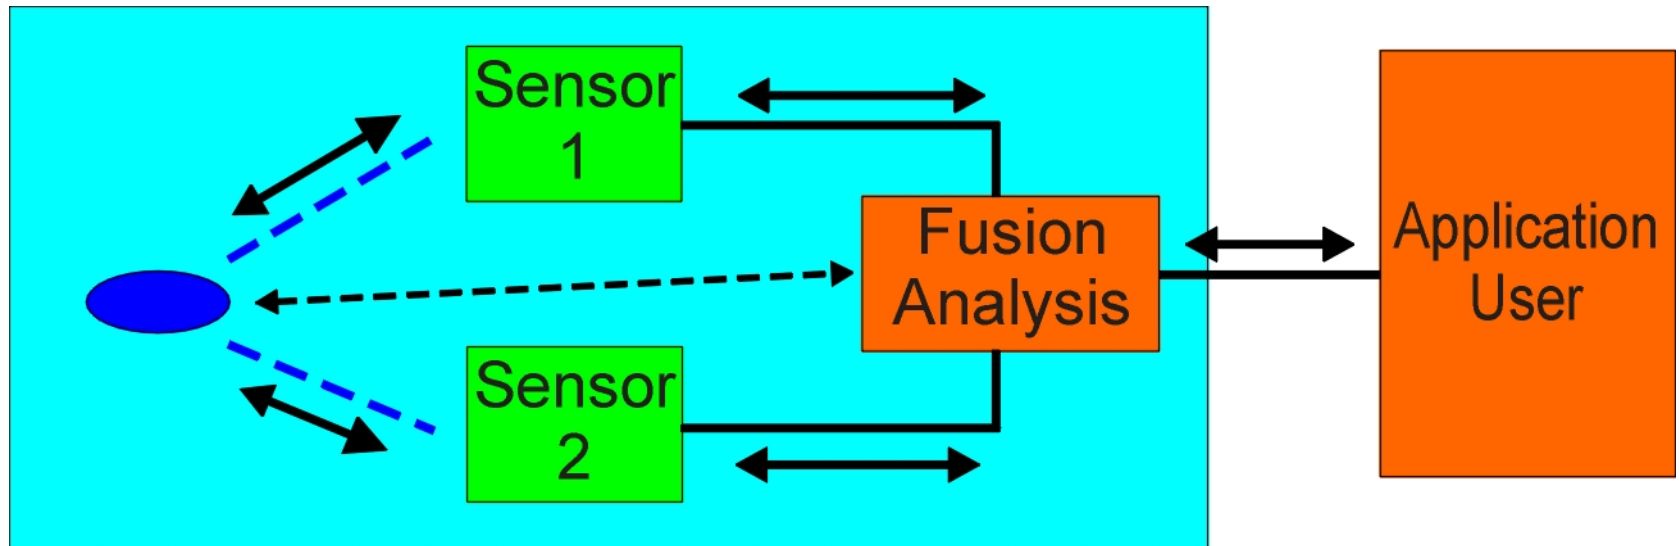 Sensor
1
Fusion
Analysis
Application
User
Sensor
2